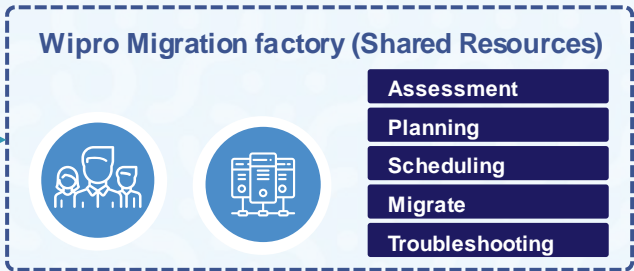 Wipro Migration factory (Shared Resources)
Assessment
Planning
Scheduling
Migrate
Troubleshooting